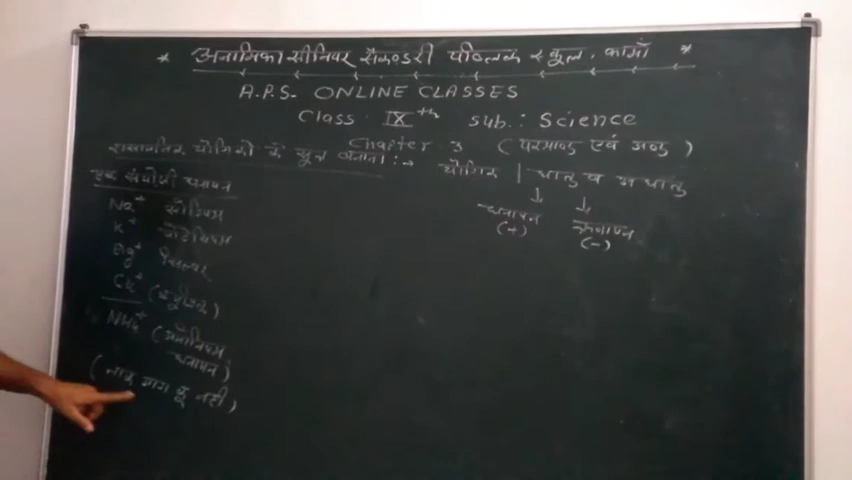 * अनामिका सीनियर सैकण्डरी पब्लिक स्कूल, कामाँ *
A.P.S. ONLINE CLASSES
Class IX th sub.: Science
Chapter 3 (परमाणु एवं अणु)
रासायनिक यौगिकों के सूत्र बनाना :→ यौगिक | धातु व अधातु
↓ ↓
धनायन ऋणायन
(+) (-)
एक संयोजी धनायन
Na+ सोडियम
K+ पोटेशियम
Ag+ सिल्वर
Cu+ (क्यूप्रस)
NH4+ (अमोनियम
धनायन)
(नाक माग कू नही)